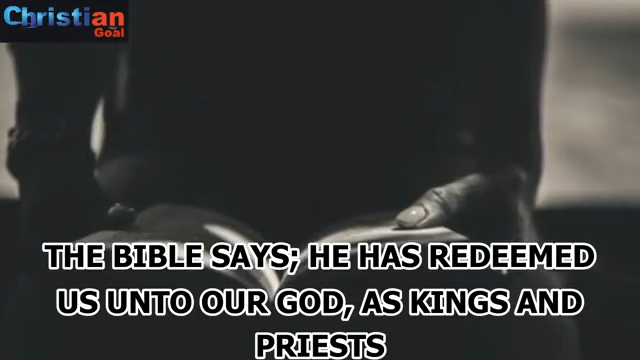 Christian
Goal
THE BIBLE SAYS; HE HAS REDEEMED
US UNTO OUR GOD, AS KINGS AND
PRIESTS